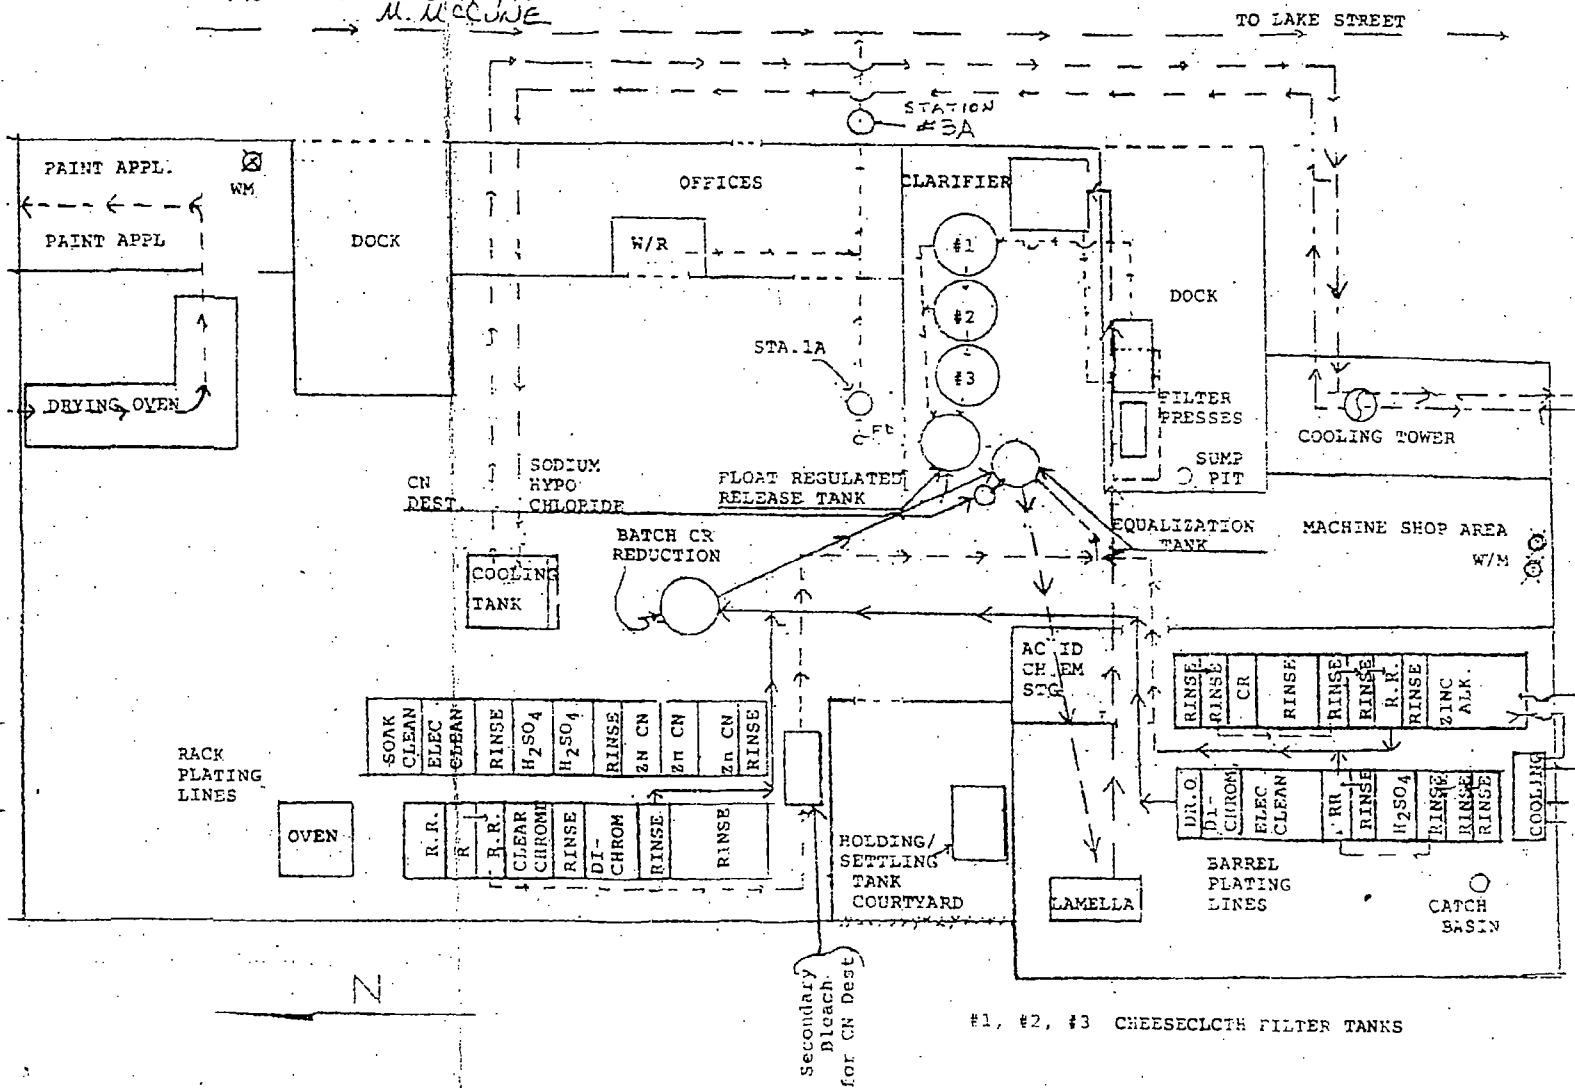 M. McCUNE
TO LAKE STREET
STATION
#3A
PAINT APPL.
WM
PAINT APPL
DOCK
OFFICES
W/R
CLARIFIER
#1
#2
#3
DOCK
STA.1A
DRYING OVEN
FILTER
PRESSES
COOLING TOWER
SUMP
PIT
CN
DEST.
SODIUM
HYPO
CHLORIDE
FLOAT REGULATED
RELEASE TANK
BATCH CR
REDUCTION
EQUALIZATION
TANK
MACHINE SHOP AREA
W/M
COOLING
TANK
ACID
CHEM
STG
RINSE
RINSE
CR
RINSE
RINSE
RINSE
R.R.
RINSE
ZINC
ALK.
SOAK
CLEAN
ELEC
CLEAN
RINSE
H2SO4
H2SO4
RINSE
ZN CN
Zn CN
Zn CN
RINSE
RACK
PLATING
LINES
OVEN
R.R.
R
R.R.
CLEAR
CHROME
RINSE
DI-
CHROM
RINSE
RINSE
HOLDING/
SETTLING
TANK
COURTYARD
LAMELLA
DR.O
DI-
CHROM
ELEC
CLEAN
RR
RINSE
H2SO4
RINSE
RINSE
RINSE
COOLING
BARREL
PLATING
LINES
CATCH
BASIN
N
Secondary
Bleach
for CN Dest
#1, #2, #3 CHEESECLCTH FILTER TANKS